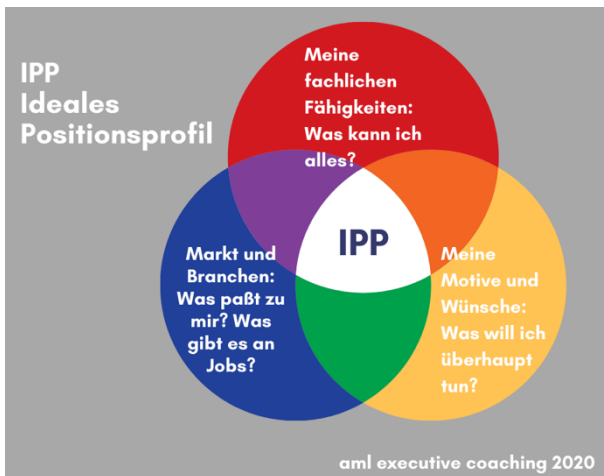 IPP
Ideales
Positionsprofil
Meine
fachlichen
Fähigkeiten:
Was kann ich
alles?
IPP
Markt und
Branchen:
Was paßt zu
mir? Was
gibt es an
Jobs?
Meine
Motive und
Wünsche:
Was will ich
überhaupt
tun?
aml executive coaching 2020